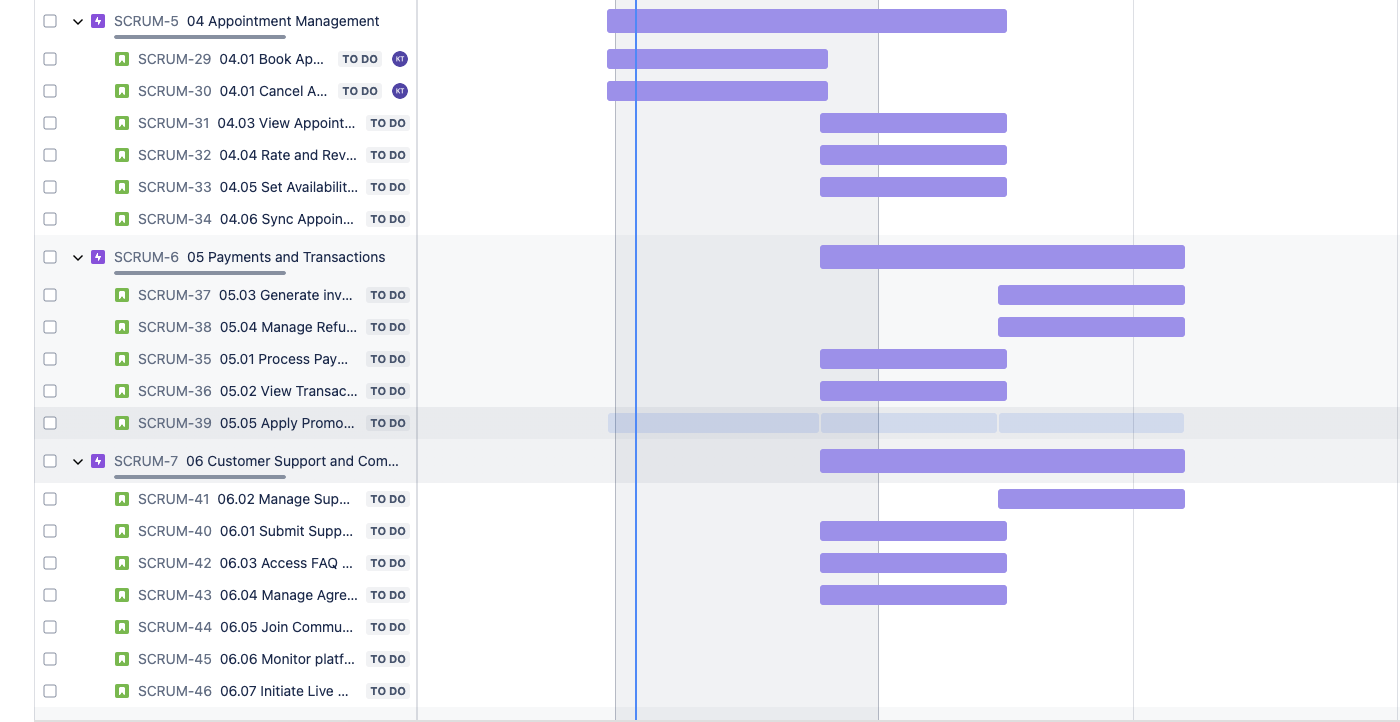 SCRUM-5 04 Appointment Management
SCRUM-29 04.01 Book Ap... TO DO KT
SCRUM-30 04.01 Cancel A... TO DO KT
SCRUM-31 04.03 View Appoint... TO DO
SCRUM-32 04.04 Rate and Rev... TO DO
SCRUM-33 04.05 Set Availabilit... TO DO
SCRUM-34 04.06 Sync Appoin... TO DO
SCRUM-6 05 Payments and Transactions
SCRUM-37 05.03 Generate inv... TO DO
SCRUM-38 05.04 Manage Refu... TO DO
SCRUM-35 05.01 Process Pay... TO DO
SCRUM-36 05.02 View Transac... TO DO
SCRUM-39 05.05 Apply Promo... TO DO
SCRUM-7 06 Customer Support and Com...
SCRUM-41 06.02 Manage Sup... TO DO
SCRUM-40 06.01 Submit Supp... TO DO
SCRUM-42 06.03 Access FAQ ... TO DO
SCRUM-43 06.04 Manage Agre... TO DO
SCRUM-44 06.05 Join Commu... TO DO
SCRUM-45 06.06 Monitor platf... TO DO
SCRUM-46 06.07 Initiate Live ... TO DO